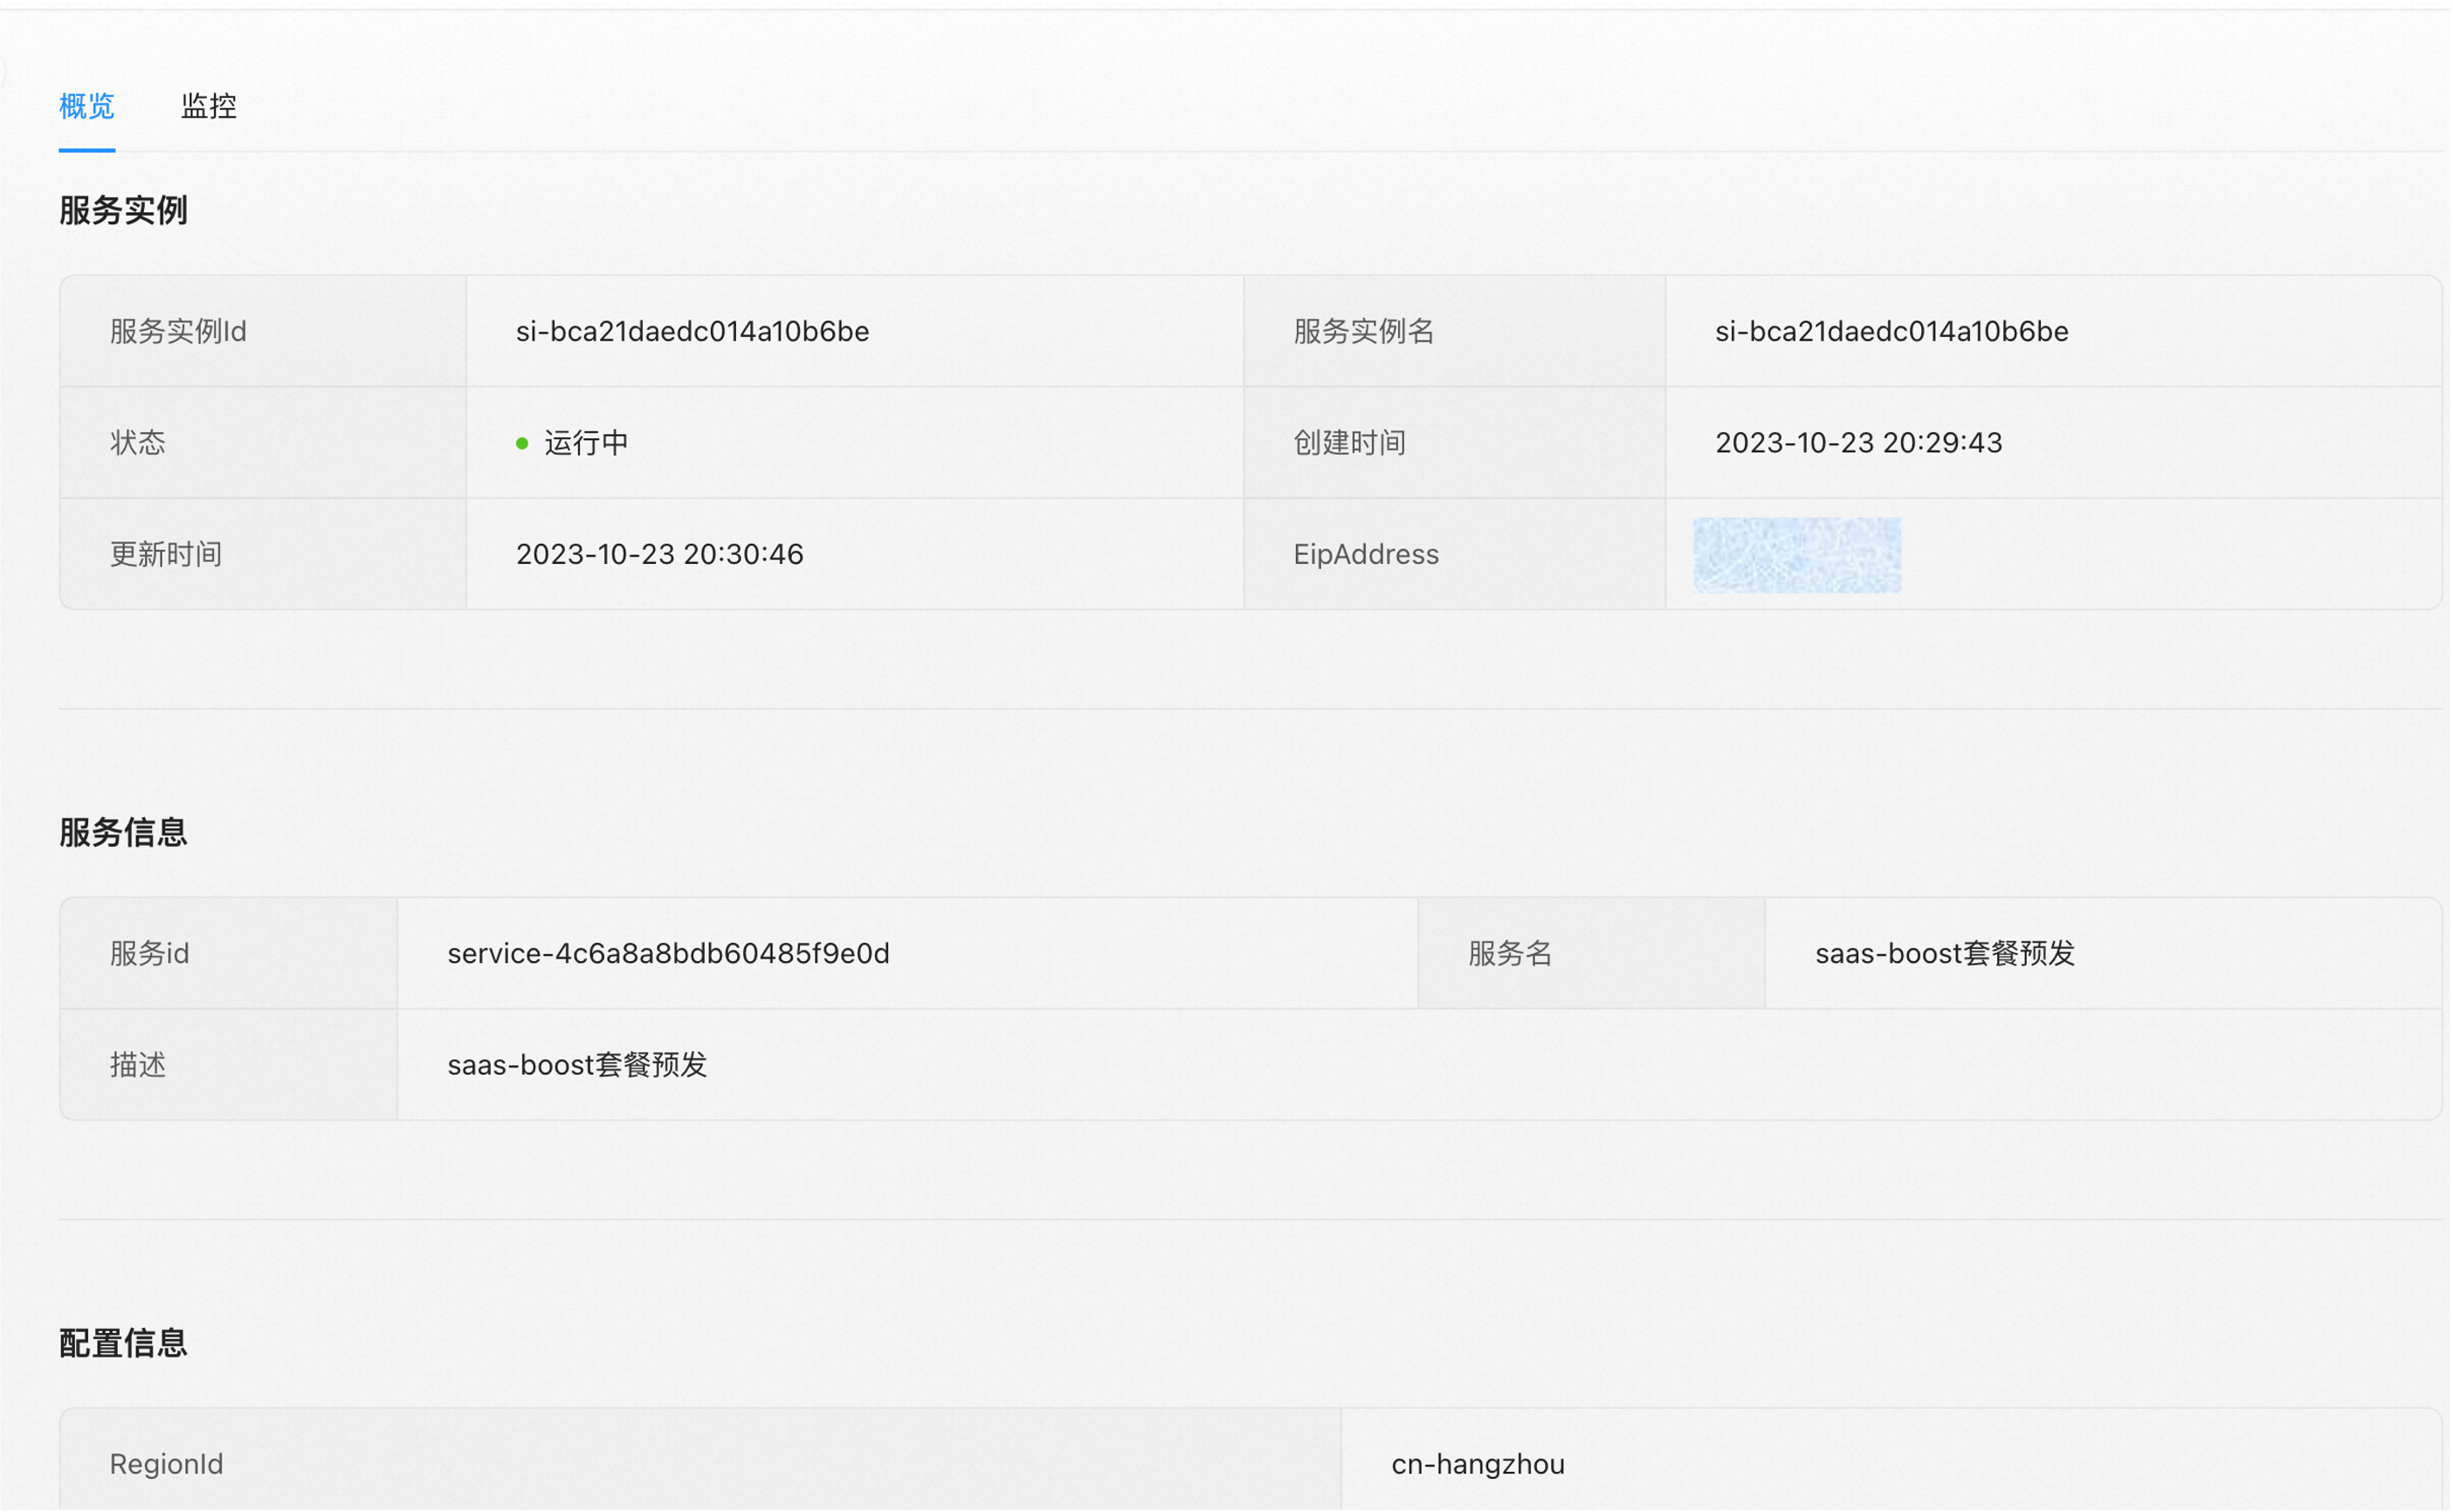 概览 监控
服务实例
服务实例Id si-bca21daedc014a10b6be 服务实例名 si-bca21daedc014a10b6be
状态 运行中 创建时间 2023-10-23 20:29:43
更新时间 2023-10-23 20:30:46 EipAddress
服务信息
服务id service-4c6a8a8bdb60485f9e0d 服务名 saas-boost套餐预发
描述 saas-boost套餐预发
配置信息
RegionId cn-hangzhou